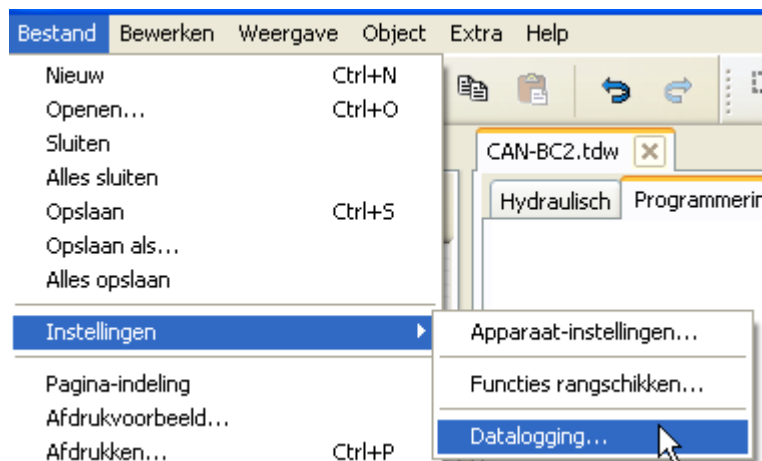 Bestand Bewerken Weergave Object Extra Help
Nieuw Ctrl+N
Openen... Ctrl+O
Sluiten
Alles sluiten
Opslaan Ctrl+S
Opslaan als...
Alles opslaan
Instellingen
Pagina-indeling
Afdrukvoorbeeld...
Afdrukken... Ctrl+P
CAN-BC2.tdw
Hydraulisch Programmerin
Apparaat-instellingen...
Functies rangschikken...
Datalogging...